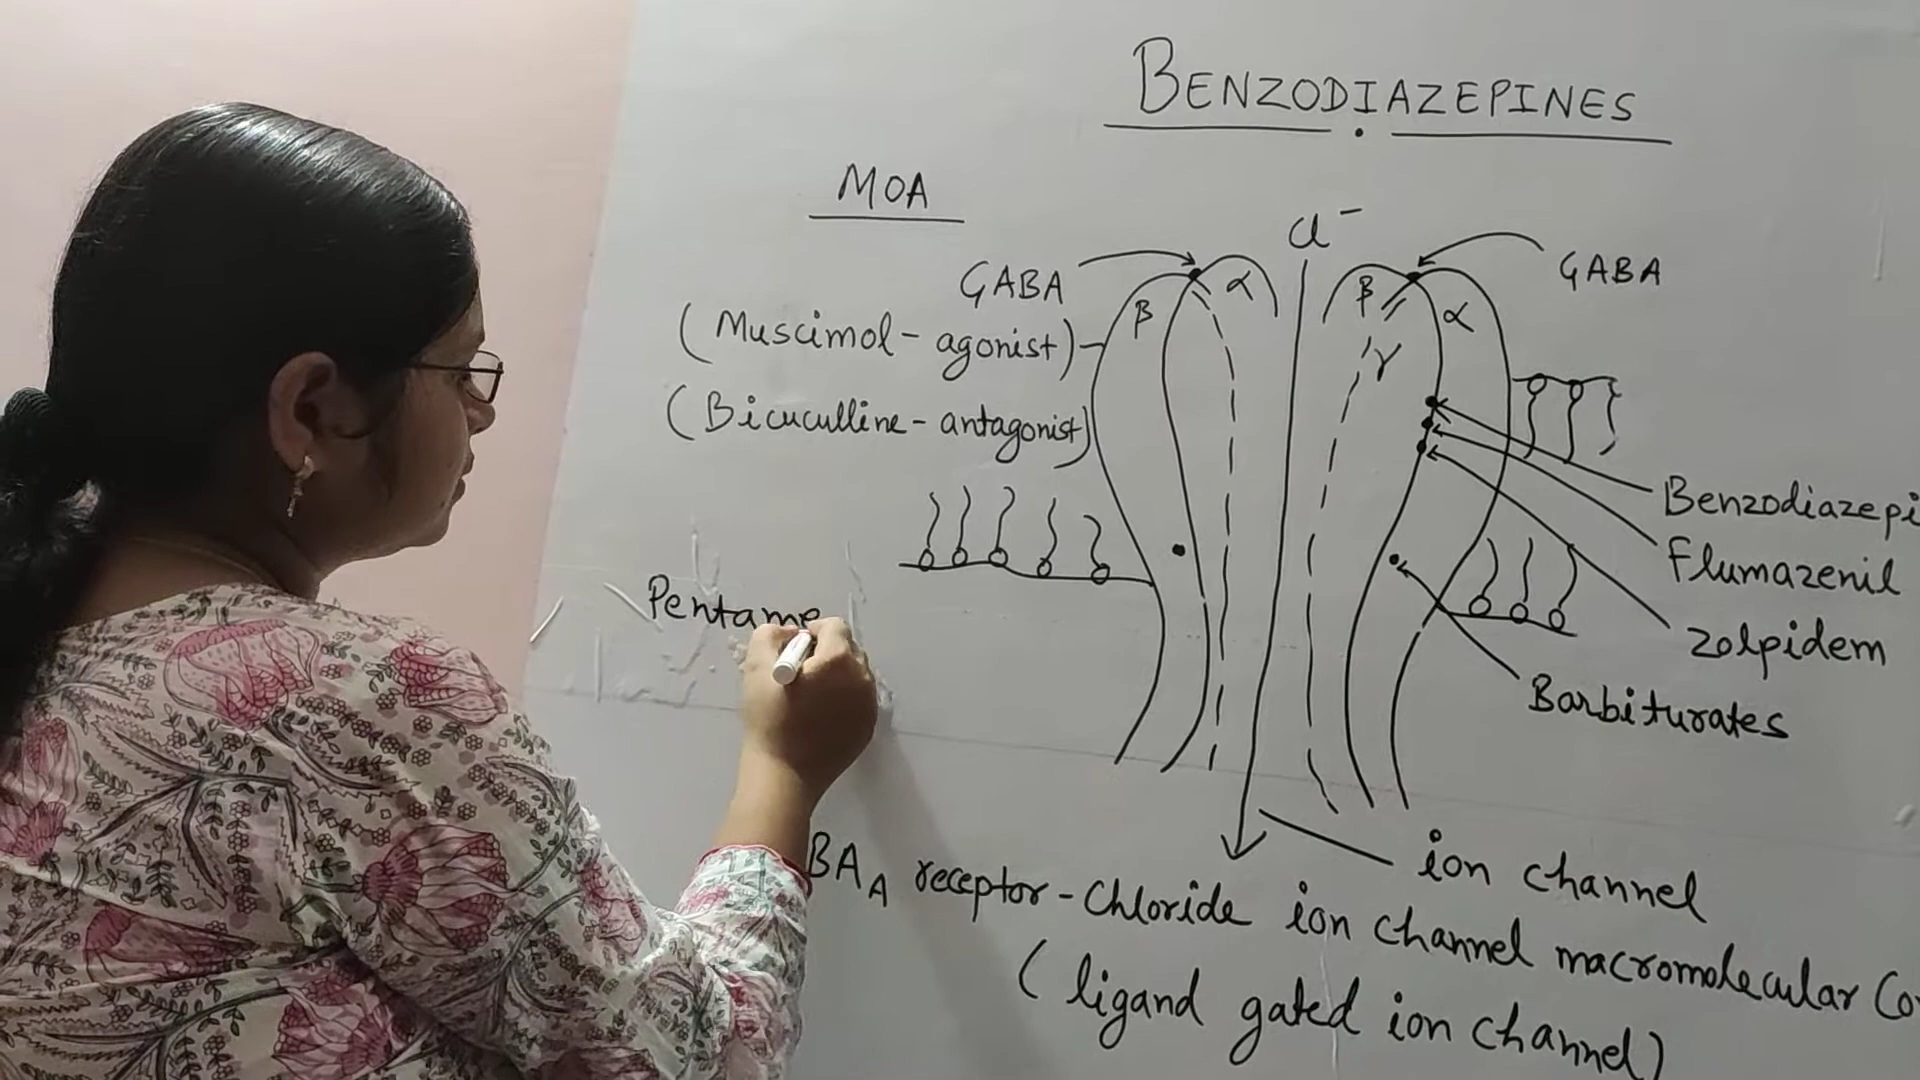 BENZODIAZEPINES
MOA
Cl⁻
GABA
α
β
β
α
GABA
(Muscimol - agonist)
γ
(Bicuculline - antagonist)
Benzodiazepi
Flumazenil
Zolpidem
Barbiturates
Pentame
ion channel
BA_A receptor - Chloride ion channel macromolecular Co
(ligand gated ion channel)